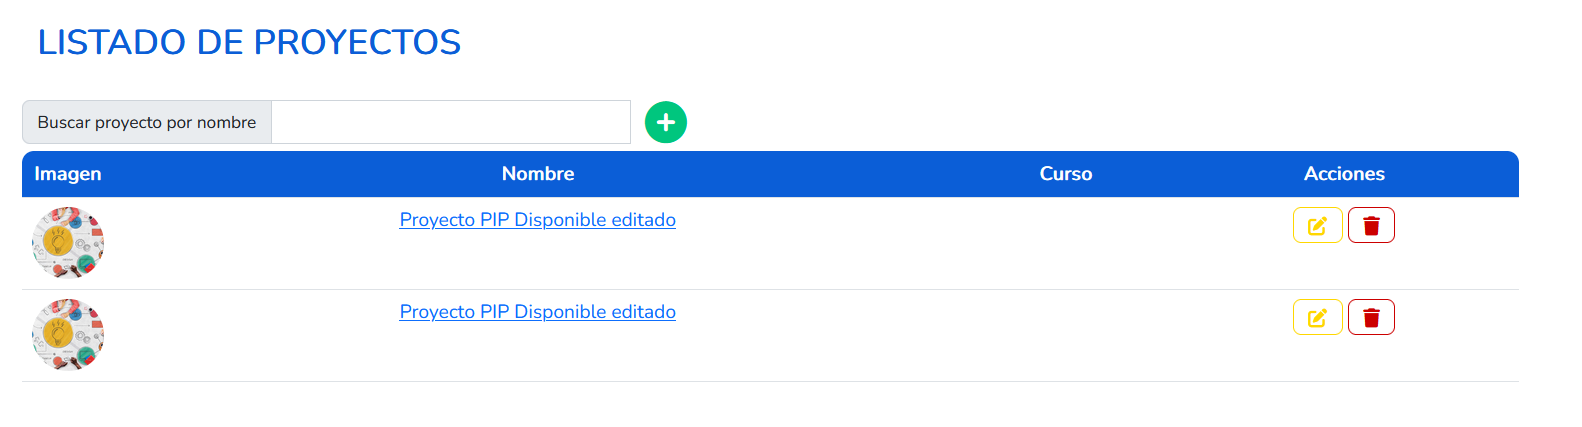 LISTADO DE PROYECTOS
Buscar proyecto por nombre
Imagen Nombre Curso Acciones
Proyecto PIP Disponible editado
Proyecto PIP Disponible editado